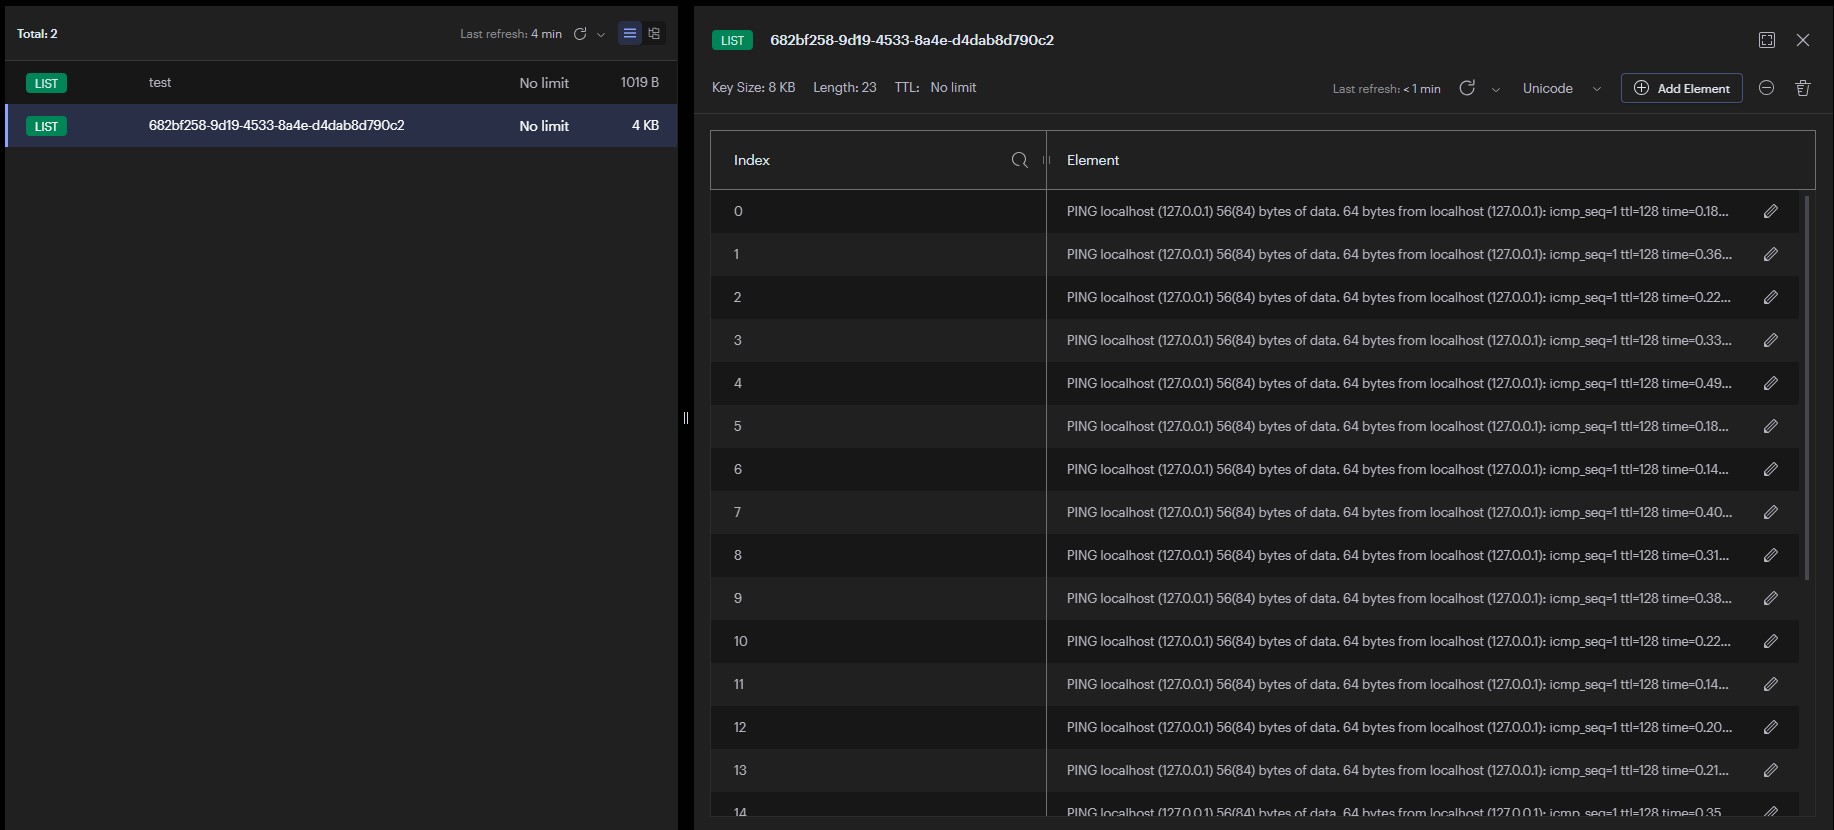 Total: 2
Last refresh: 4 min
LIST test No limit 1019 B
LIST 682bf258-9d19-4533-8a4e-d4dab8d790c2 No limit 4 KB
LIST 682bf258-9d19-4533-8a4e-d4dab8d790c2
Key Size: 8 KB Length: 23 TTL: No limit
Last refresh: < 1 min Unicode Add Element
Index Element
0 PING localhost (127.0.0.1) 56(84) bytes of data. 64 bytes from localhost (127.0.0.1): icmp_seq=1 ttl=128 time=0.18...
1 PING localhost (127.0.0.1) 56(84) bytes of data. 64 bytes from localhost (127.0.0.1): icmp_seq=1 ttl=128 time=0.36...
2 PING localhost (127.0.0.1) 56(84) bytes of data. 64 bytes from localhost (127.0.0.1): icmp_seq=1 ttl=128 time=0.22...
3 PING localhost (127.0.0.1) 56(84) bytes of data. 64 bytes from localhost (127.0.0.1): icmp_seq=1 ttl=128 time=0.33...
4 PING localhost (127.0.0.1) 56(84) bytes of data. 64 bytes from localhost (127.0.0.1): icmp_seq=1 ttl=128 time=0.49...
5 PING localhost (127.0.0.1) 56(84) bytes of data. 64 bytes from localhost (127.0.0.1): icmp_seq=1 ttl=128 time=0.18...
6 PING localhost (127.0.0.1) 56(84) bytes of data. 64 bytes from localhost (127.0.0.1): icmp_seq=1 ttl=128 time=0.14...
7 PING localhost (127.0.0.1) 56(84) bytes of data. 64 bytes from localhost (127.0.0.1): icmp_seq=1 ttl=128 time=0.40...
8 PING localhost (127.0.0.1) 56(84) bytes of data. 64 bytes from localhost (127.0.0.1): icmp_seq=1 ttl=128 time=0.31...
9 PING localhost (127.0.0.1) 56(84) bytes of data. 64 bytes from localhost (127.0.0.1): icmp_seq=1 ttl=128 time=0.38...
10 PING localhost (127.0.0.1) 56(84) bytes of data. 64 bytes from localhost (127.0.0.1): icmp_seq=1 ttl=128 time=0.22...
11 PING localhost (127.0.0.1) 56(84) bytes of data. 64 bytes from localhost (127.0.0.1): icmp_seq=1 ttl=128 time=0.14...
12 PING localhost (127.0.0.1) 56(84) bytes of data. 64 bytes from localhost (127.0.0.1): icmp_seq=1 ttl=128 time=0.20...
13 PING localhost (127.0.0.1) 56(84) bytes of data. 64 bytes from localhost (127.0.0.1): icmp_seq=1 ttl=128 time=0.21...
14 PING localhost (127.0.0.1) 56(84) bytes of data. 64 bytes from localhost (127.0.0.1): icmp_seq=1 ttl=128 time=0.35...